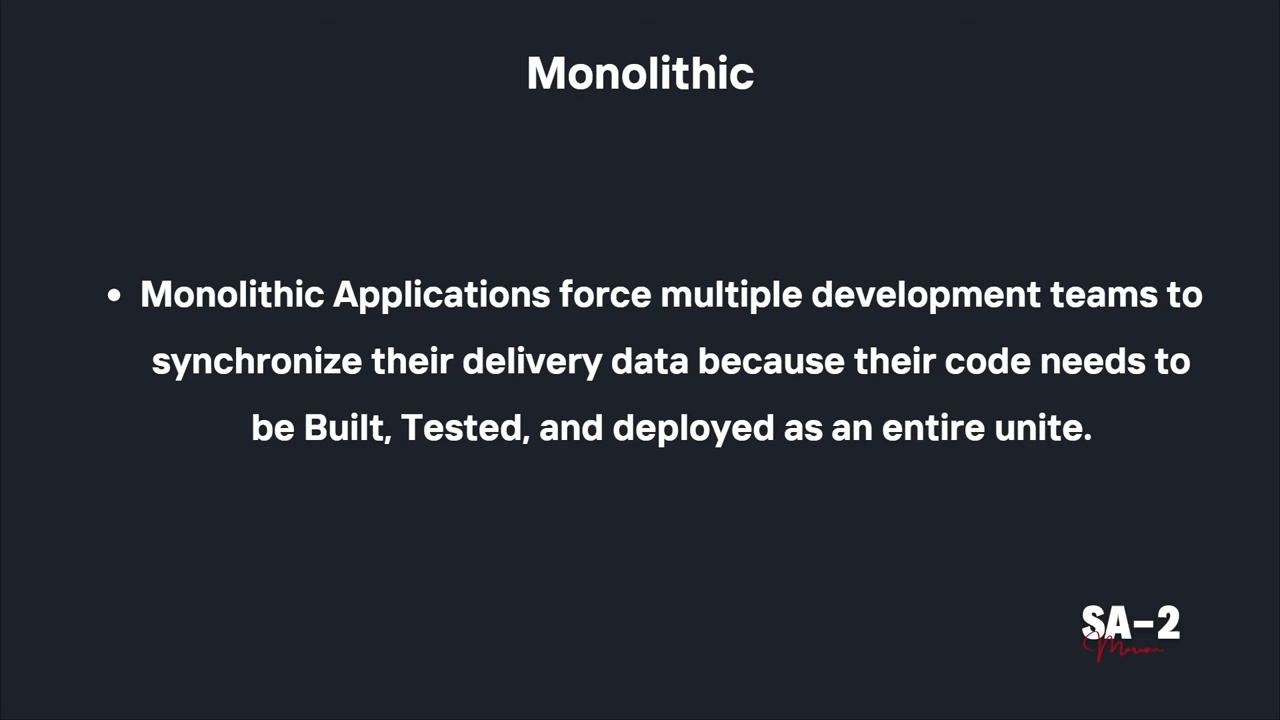 Monolithic
• Monolithic Applications force multiple development teams to
synchronize their delivery data because their code needs to
be Built, Tested, and deployed as an entire unite.
SA-2